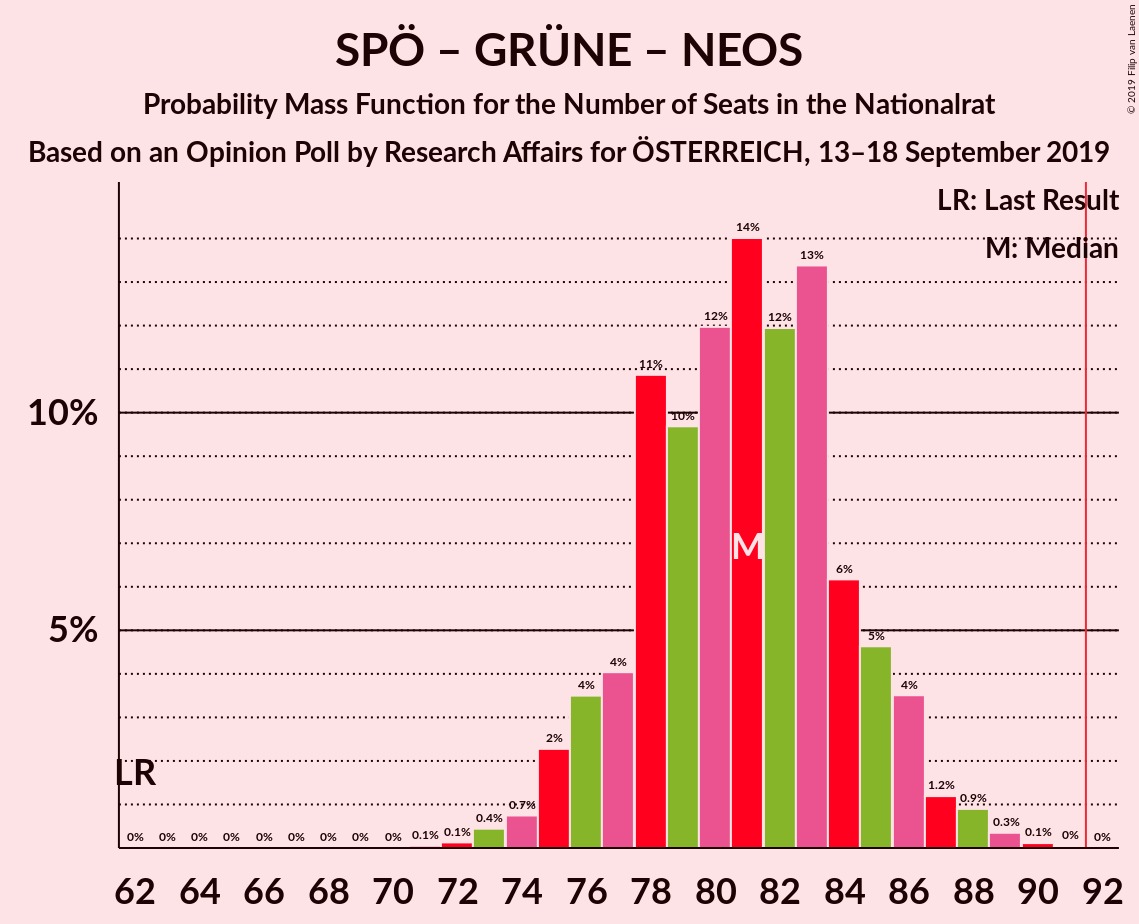 SPÖ – GRÜNE – NEOS
Probability Mass Function for the Number of Seats in the Nationalrat
Based on an Opinion Poll by Research Affairs for ÖSTERREICH, 13–18 September 2019
© 2019 Filip van Laenen
LR: Last Result
M: Median
10%
5%
LR
M
0% 0% 0% 0% 0% 0% 0% 0% 0% 0.1% 0.1% 0.4% 0.7% 2% 4% 4% 11% 10% 12% 14% 12% 13% 6% 5% 4% 1.2% 0.9% 0.3% 0.1% 0% 0%
62 64 66 68 70 72 74 76 78 80 82 84 86 88 90 92